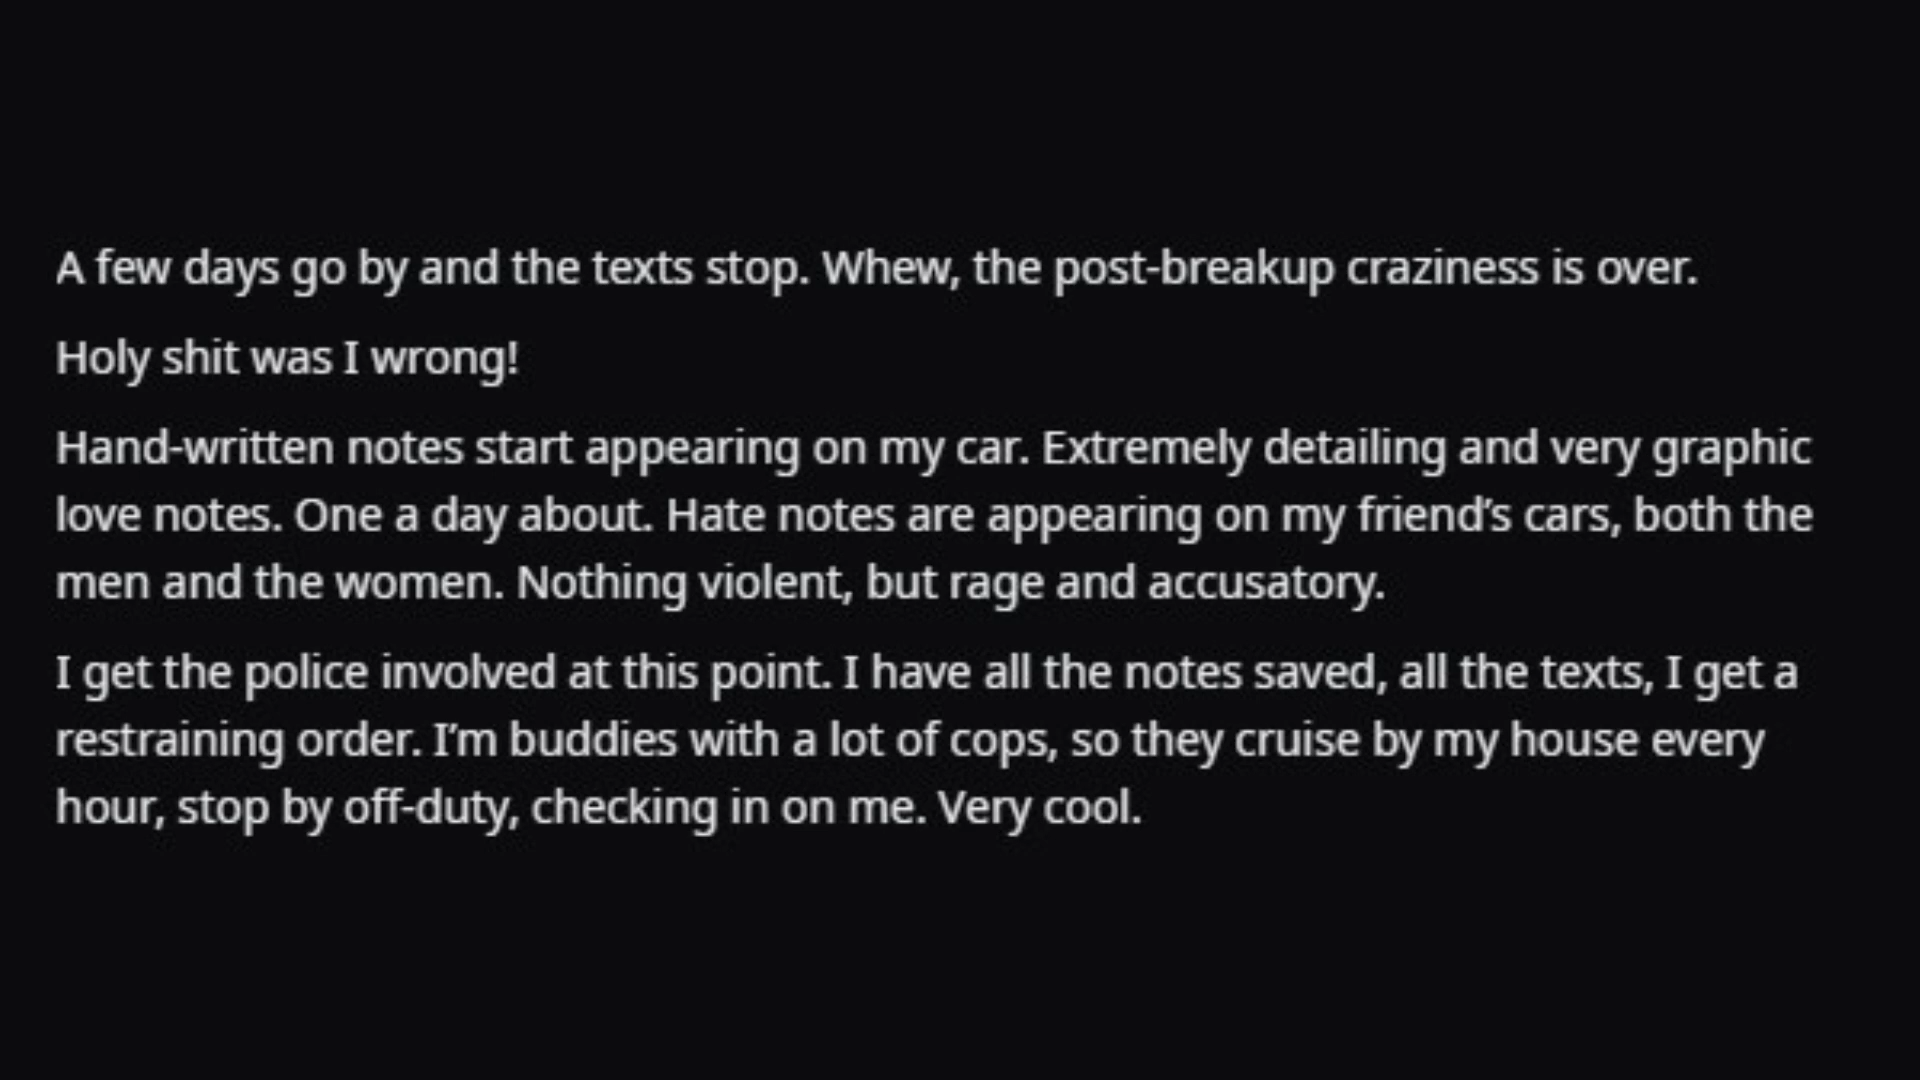 A few days go by and the texts stop. Whew, the post-breakup craziness is over.
Holy shit was I wrong!
Hand-written notes start appearing on my car. Extremely detailing and very graphic
love notes. One a day about. Hate notes are appearing on my friend’s cars, both the
men and the women. Nothing violent, but rage and accusatory.
I get the police involved at this point. I have all the notes saved, all the texts, I get a
restraining order. I’m buddies with a lot of cops, so they cruise by my house every
hour, stop by off-duty, checking in on me. Very cool.